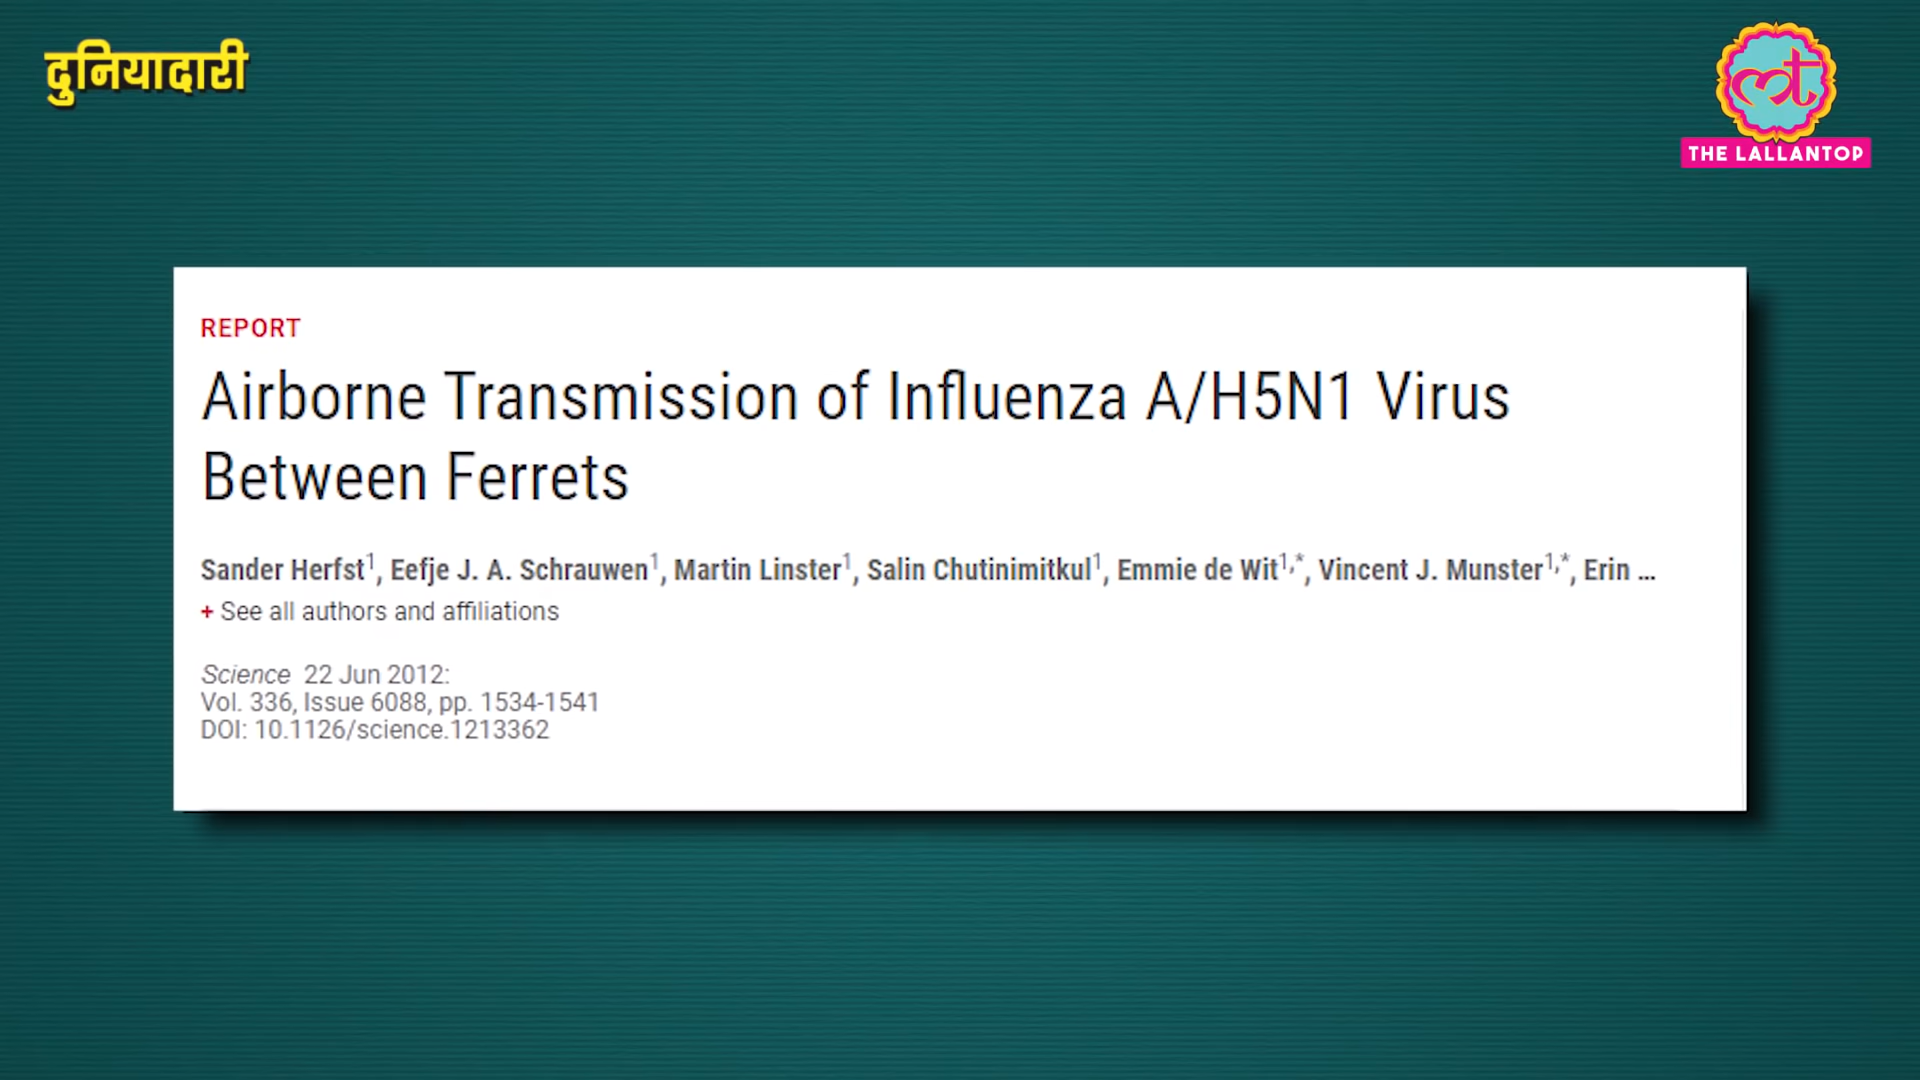 दुनियादारी
mt
THE LALLANTOP
REPORT
Airborne Transmission of Influenza A/H5N1 Virus
Between Ferrets
Sander Herfst1, Eefje J. A. Schrauwen1, Martin Linster1, Salin Chutinimitkul1, Emmie de Wit1,*, Vincent J. Munster1,*, Erin ...
+ See all authors and affiliations
Science 22 Jun 2012:
Vol. 336, Issue 6088, pp. 1534-1541
DOI: 10.1126/science.1213362